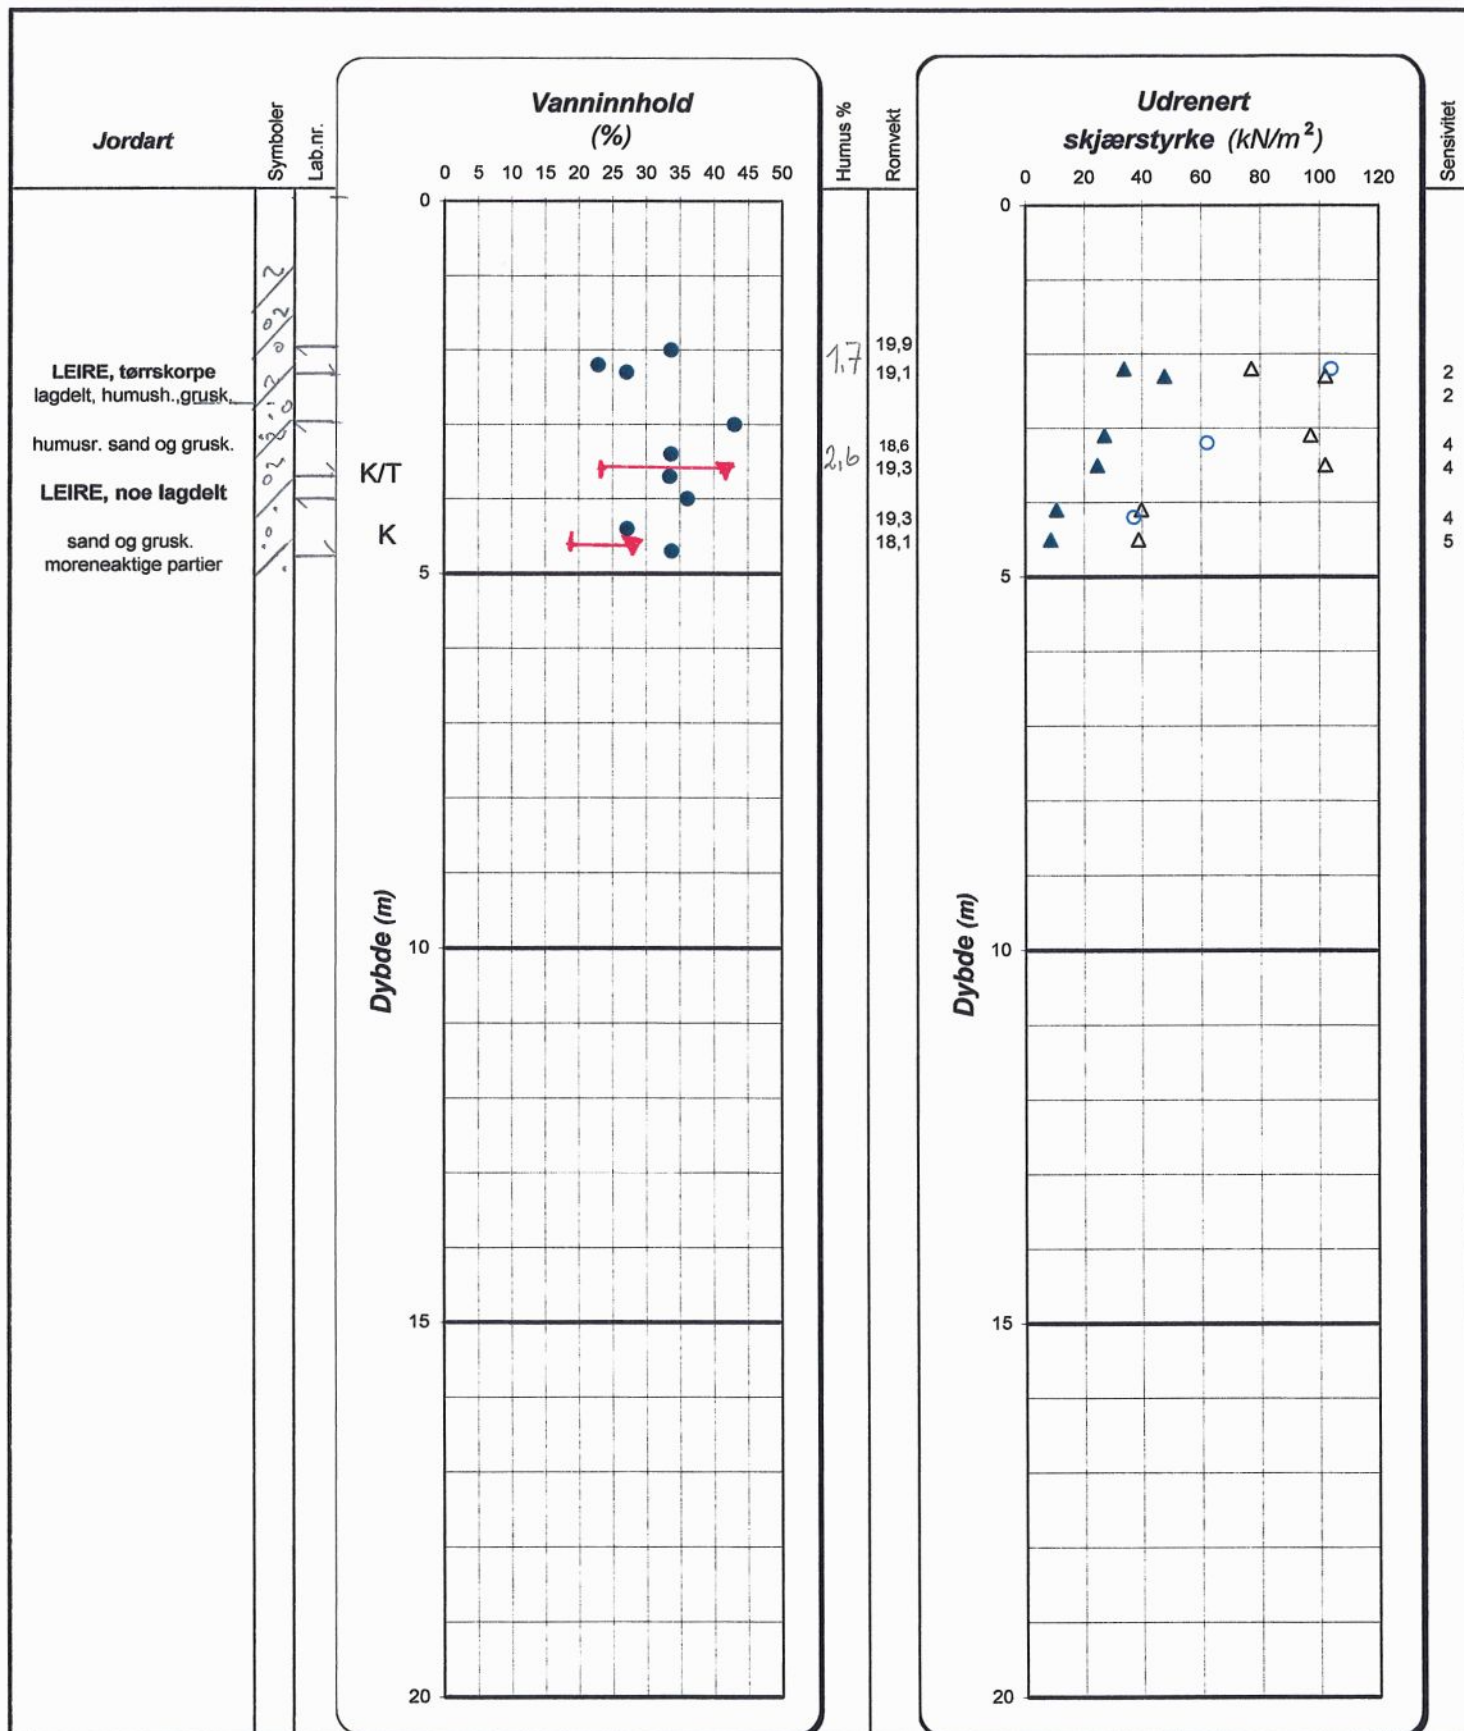 Jordart
Symboler
Lab.nr.
Vanninnhold
(%)
0 5 10 15 20 25 30 35 40 45 50
Humus %
Romvekt
Udrenert
skjærstyrke (kN/m²)
0 20 40 60 80 100 120
Sensivitet
0
0
LEIRE, tørrskorpe
lagdelt, humush.,grusk,
humusr. sand og grusk.
LEIRE, noe lagdelt
sand og grusk.
moreneaktige partier
K/T
K
1,7
2,6
19,9
19,1
18,6
19,3
19,3
18,1
2
2
4
4
4
5
5
5
Dybde (m)
Dybde (m)
10
10
15
15
20
20